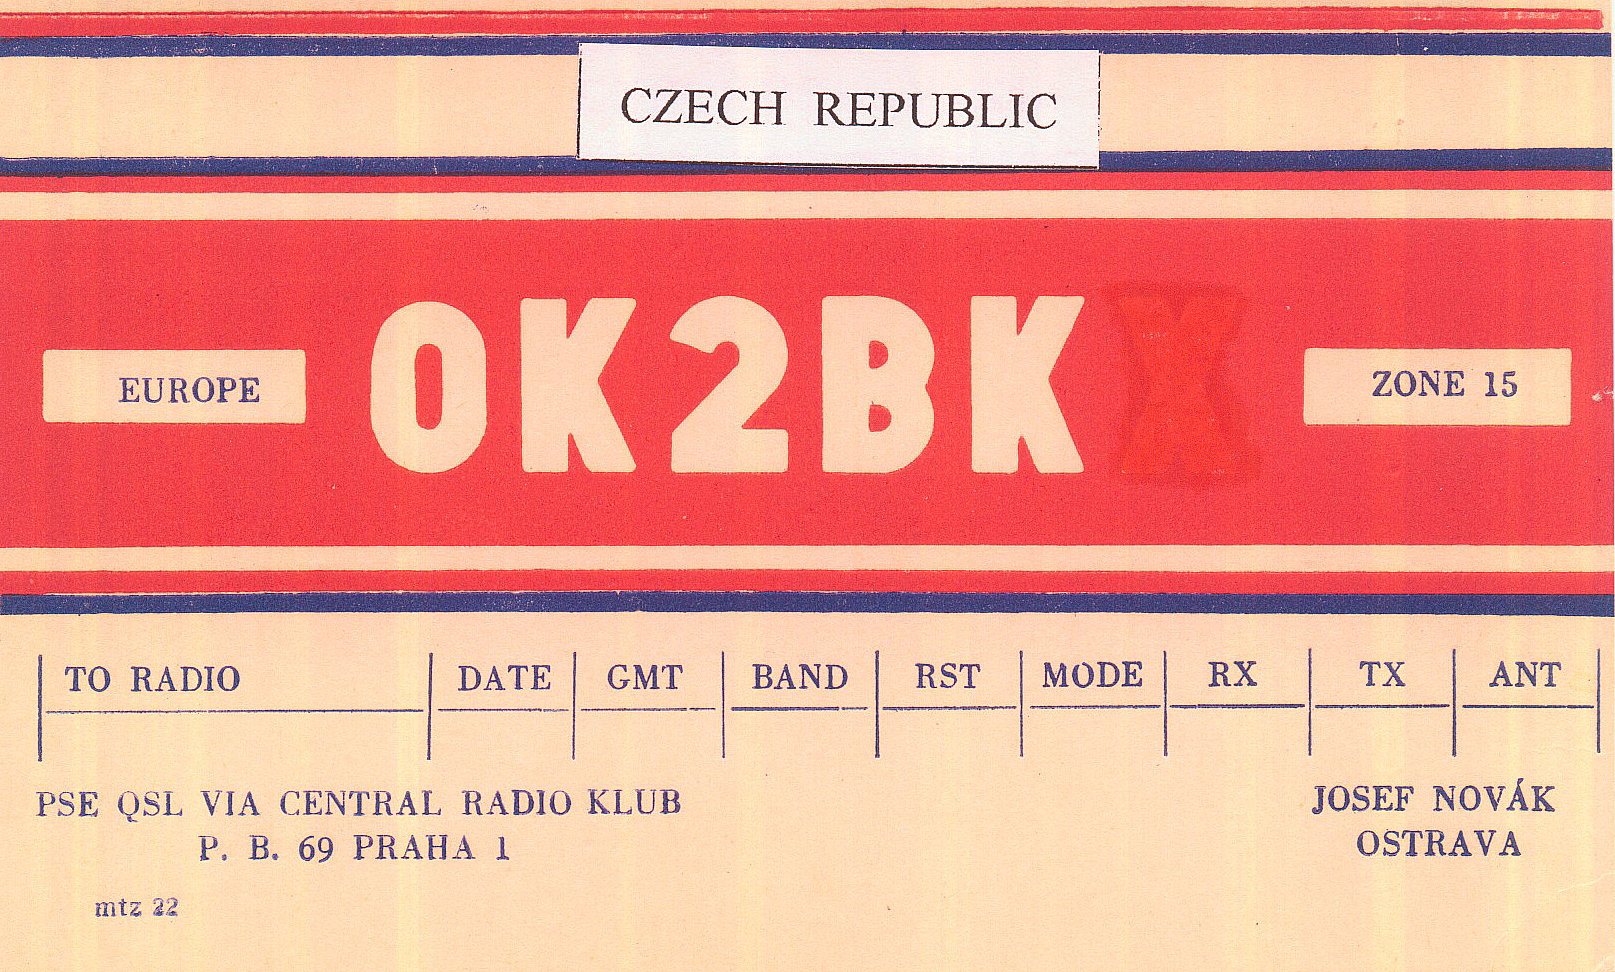 CZECH REPUBLIC
EUROPE
OK2BK
ZONE 15
TO RADIO DATE GMT BAND RST MODE RX TX ANT
PSE QSL VIA CENTRAL RADIO KLUB
P. B. 69 PRAHA 1
JOSEF NOVÁK
OSTRAVA
mtz 22